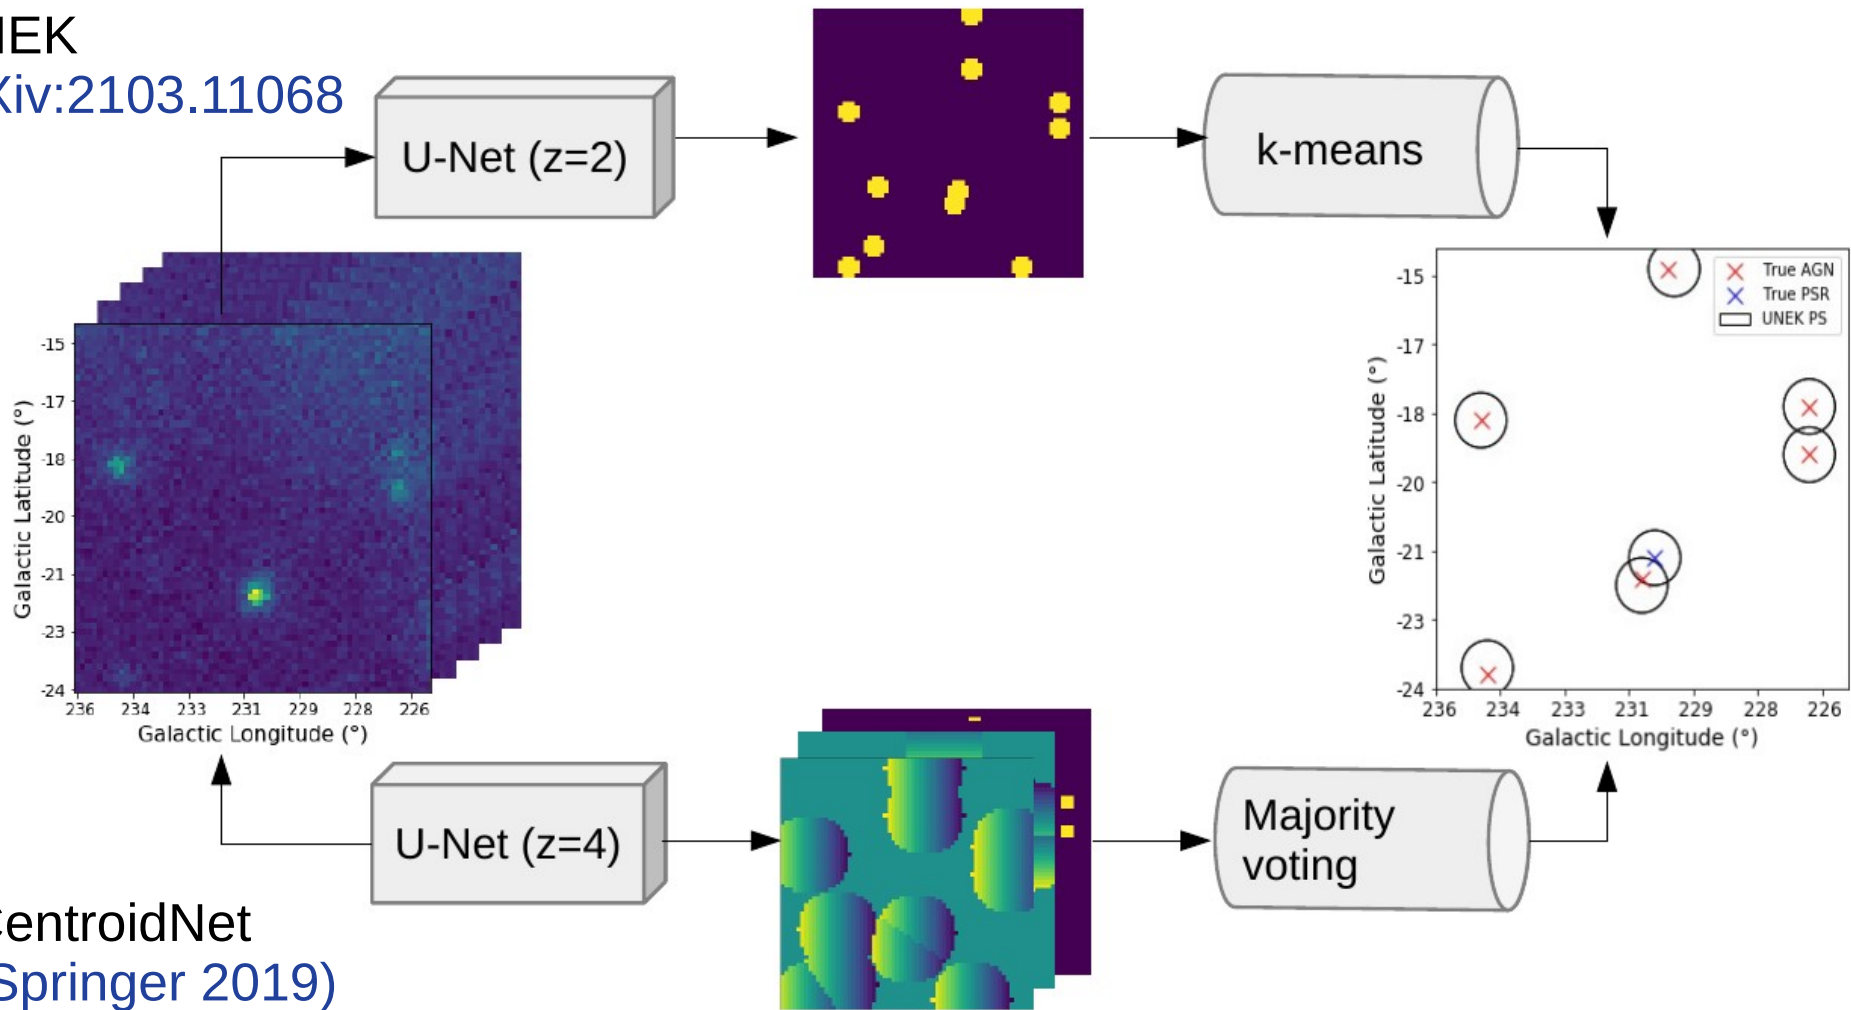 NEK
Xiv:2103.11068
U-Net (z=2)
k-means
-15
-17
-18
-20
-21
-23
-24
236 234 233 231 229 228 226
Galactic Latitude (°)
Galactic Longitude (°)
True AGN
True PSR
UNEK PS
-15
-17
-18
-20
-21
-23
-24
236 234 233 231 229 228 226
Galactic Latitude (°)
Galactic Longitude (°)
U-Net (z=4)
Majority
voting
CentroidNet
Springer 2019)